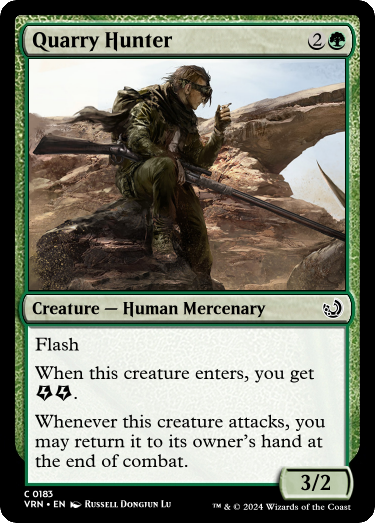 Quarry Hunter 2
Creature — Human Mercenary
Flash
When this creature enters, you get
.
Whenever this creature attacks, you
may return it to its owner's hand at
the end of combat.
3/2
C 0183
VRN • EN Russell Dongjun Lu
™ & © 2024 Wizards of the Coast